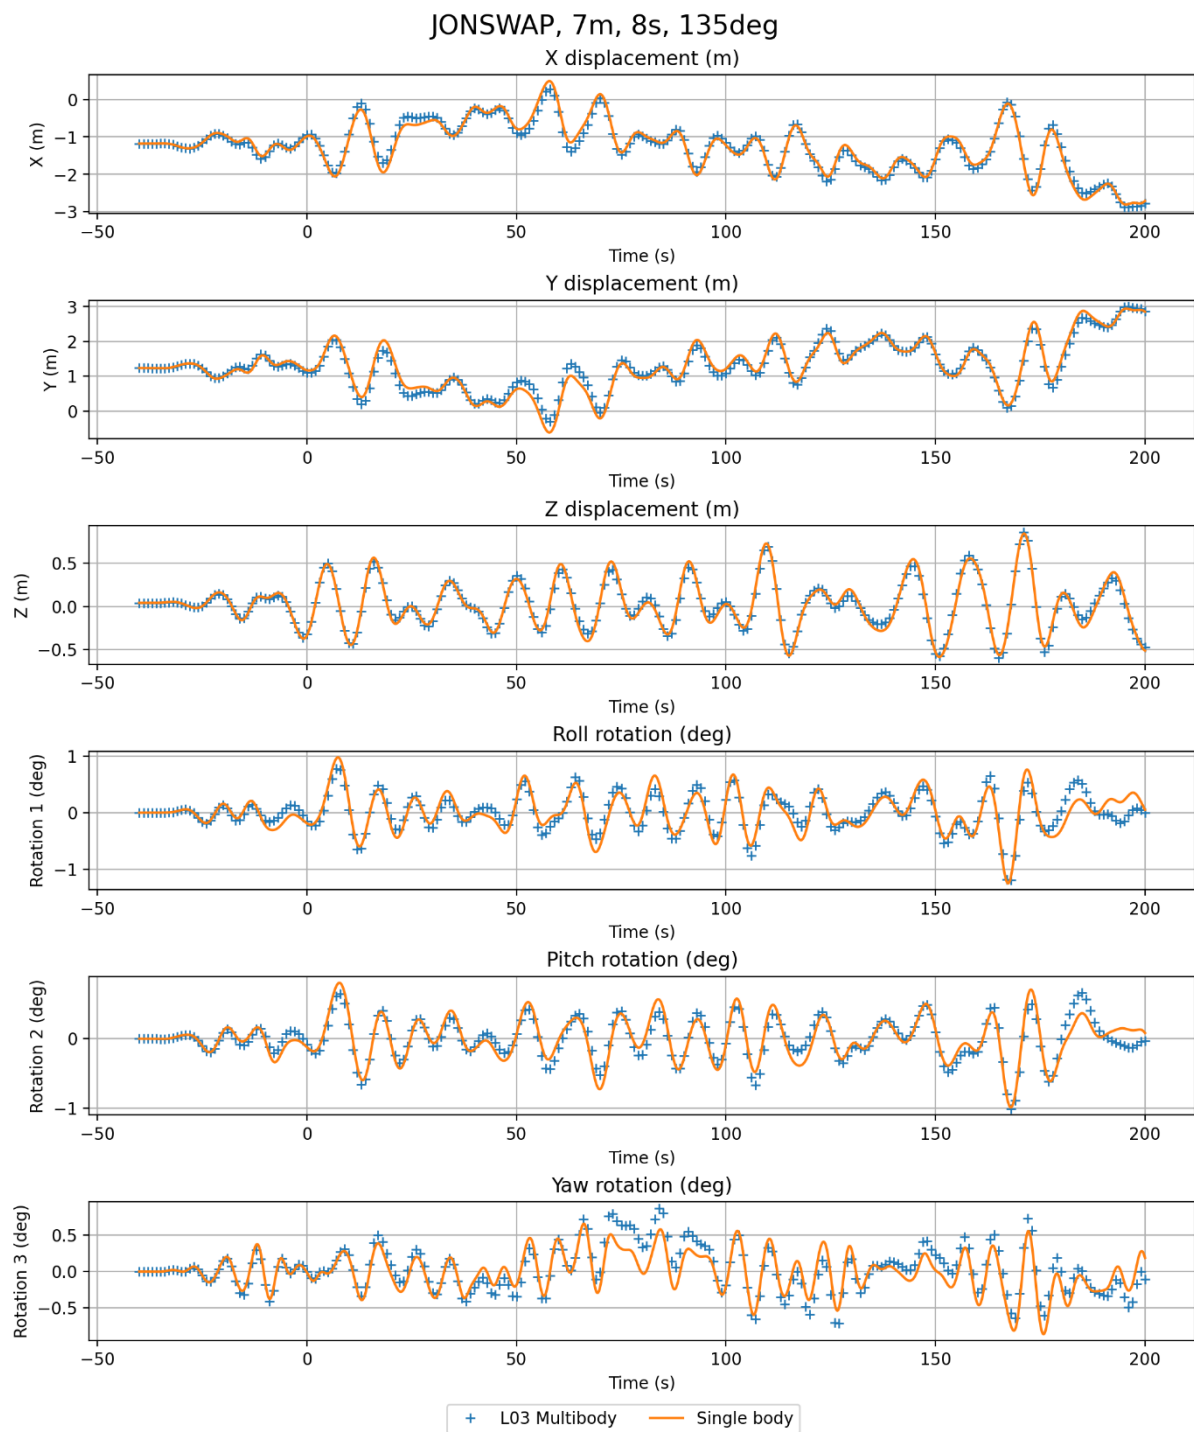 JONSWAP, 7m, 8s, 135deg
X displacement (m)
X (m)
0
−1
−2
−3
−50 0 50 100 150 200
Time (s)
Y displacement (m)
Y (m)
3
2
1
0
−50 0 50 100 150 200
Time (s)
Z displacement (m)
Z (m)
0.5
0.0
−0.5
−50 0 50 100 150 200
Time (s)
Roll rotation (deg)
Rotation 1 (deg)
1
0
−1
−50 0 50 100 150 200
Time (s)
Pitch rotation (deg)
Rotation 2 (deg)
0
−1
−50 0 50 100 150 200
Time (s)
Yaw rotation (deg)
Rotation 3 (deg)
0.5
0.0
−0.5
−50 0 50 100 150 200
Time (s)
L03 Multibody Single body